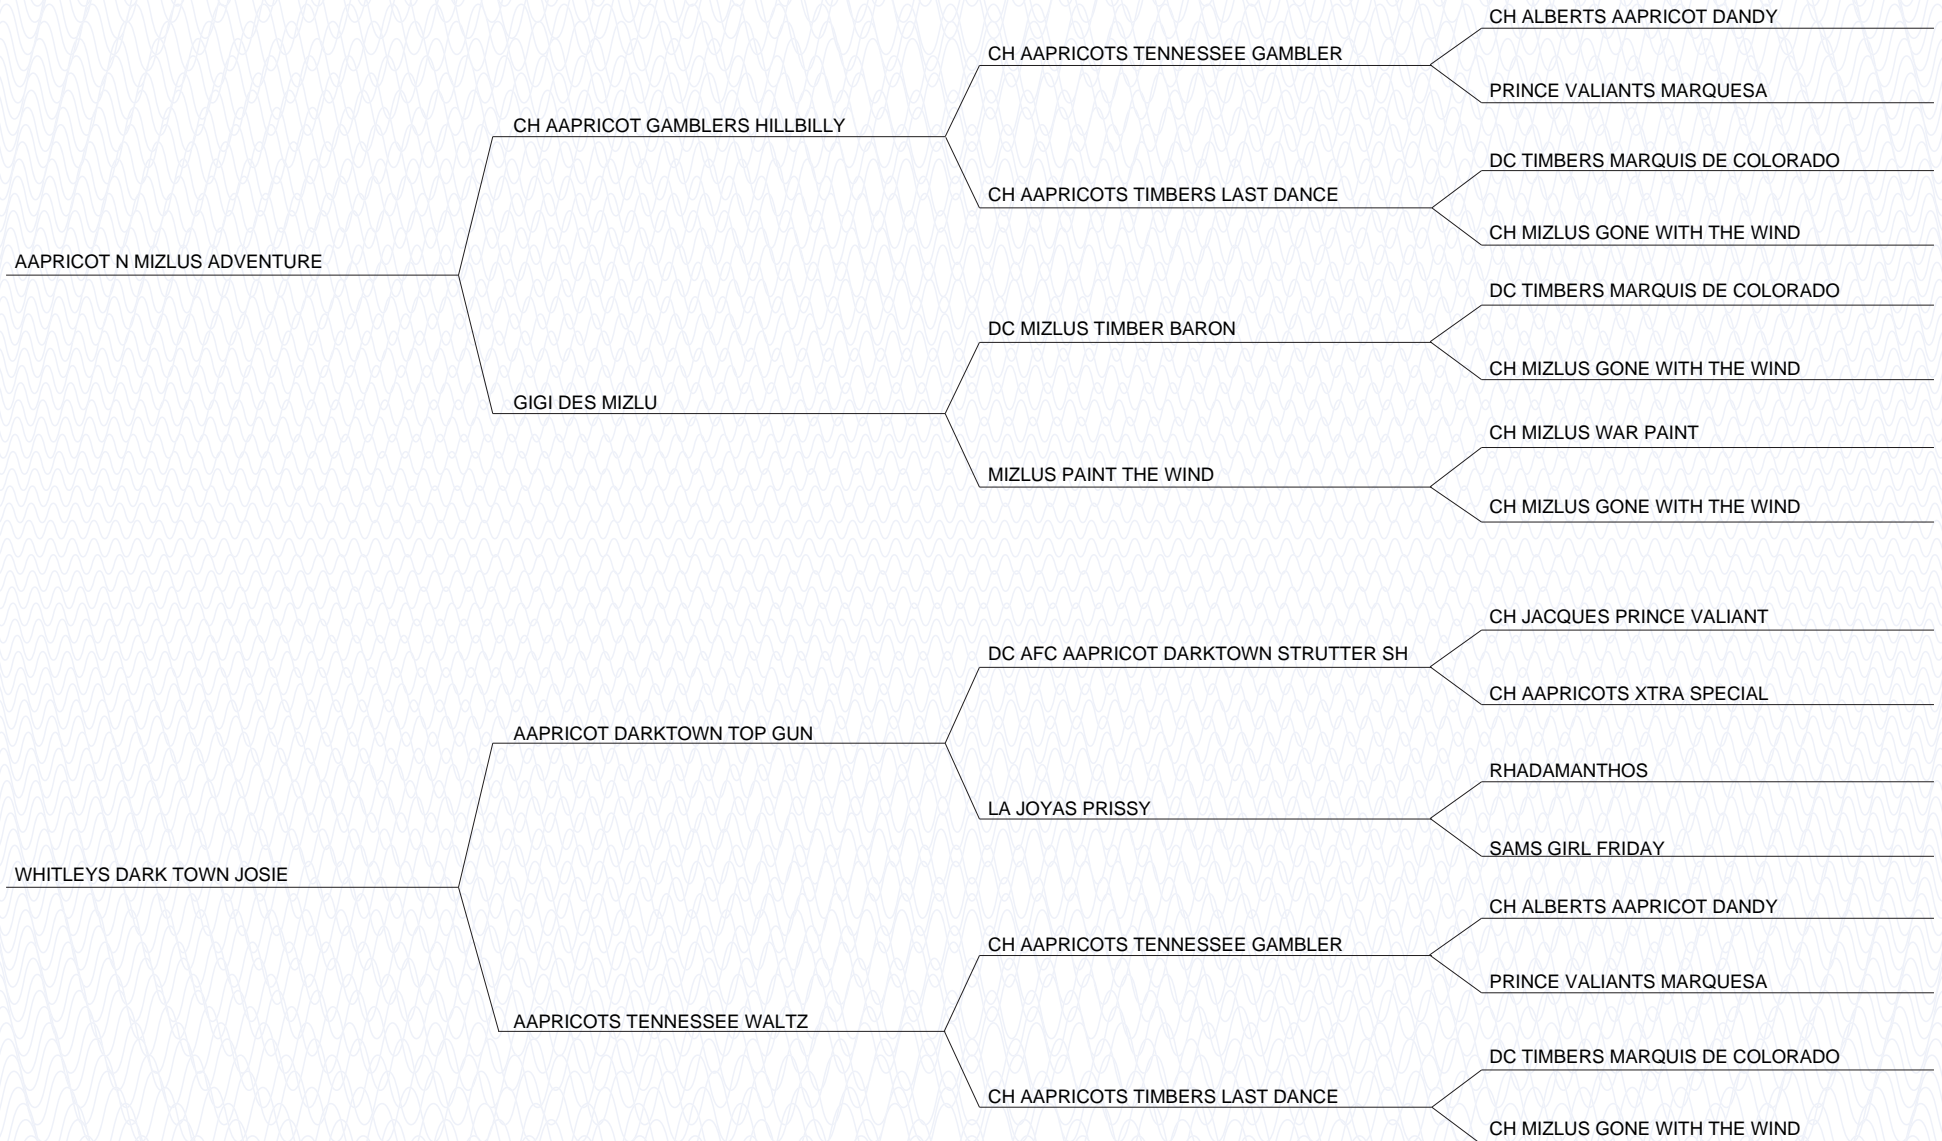 CH ALBERTS AAPRICOT DANDY
CH AAPRICOTS TENNESSEE GAMBLER
PRINCE VALIANTS MARQUESA
CH AAPRICOT GAMBLERS HILLBILLY
DC TIMBERS MARQUIS DE COLORADO
CH AAPRICOTS TIMBERS LAST DANCE
CH MIZLUS GONE WITH THE WIND
AAPRICOT N MIZLUS ADVENTURE
DC TIMBERS MARQUIS DE COLORADO
DC MIZLUS TIMBER BARON
CH MIZLUS GONE WITH THE WIND
GIGI DES MIZLU
CH MIZLUS WAR PAINT
MIZLUS PAINT THE WIND
CH MIZLUS GONE WITH THE WIND
CH JACQUES PRINCE VALIANT
DC AFC AAPRICOT DARKTOWN STRUTTER SH
CH AAPRICOTS XTRA SPECIAL
AAPRICOT DARKTOWN TOP GUN
RHADAMANTHOS
LA JOYAS PRISSY
SAMS GIRL FRIDAY
WHITLEYS DARK TOWN JOSIE
CH ALBERTS AAPRICOT DANDY
CH AAPRICOTS TENNESSEE GAMBLER
PRINCE VALIANTS MARQUESA
AAPRICOTS TENNESSEE WALTZ
DC TIMBERS MARQUIS DE COLORADO
CH AAPRICOTS TIMBERS LAST DANCE
CH MIZLUS GONE WITH THE WIND